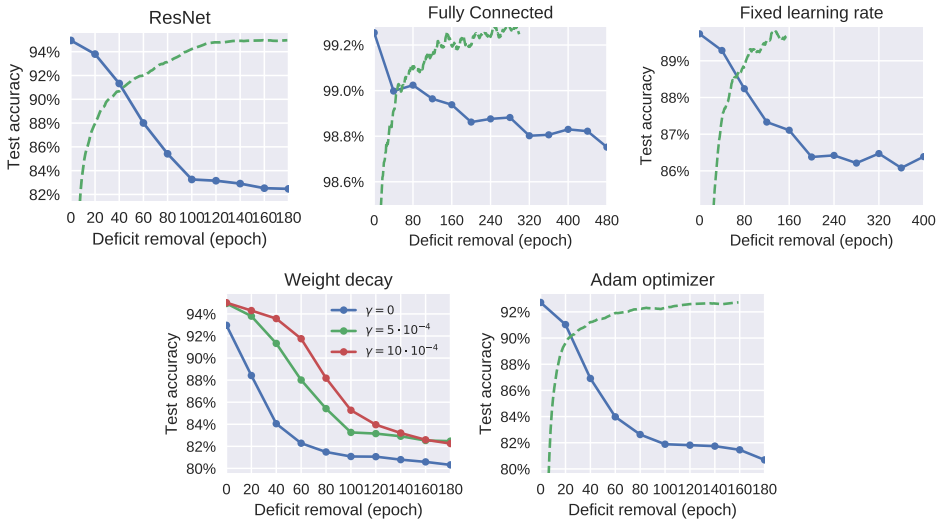 ResNet
Test accuracy
94%
92%
90%
88%
86%
84%
82%
0 20 40 60 80 100120140160180
Deficit removal (epoch)
Fully Connected
99.2%
99.0%
98.8%
98.6%
0 80 160 240 320 400 480
Deficit removal (epoch)
Fixed learning rate
Test accuracy
89%
88%
87%
86%
0 80 160 240 320 400
Deficit removal (epoch)
Weight decay
Test accuracy
94%
92%
90%
88%
86%
84%
82%
80%
γ = 0
γ = 5 · 10⁻⁴
γ = 10 · 10⁻⁴
0 20 40 60 80 100120140160180
Deficit removal (epoch)
Adam optimizer
Test accuracy
92%
90%
88%
86%
84%
82%
80%
0 20 40 60 80 100120140160180
Deficit removal (epoch)